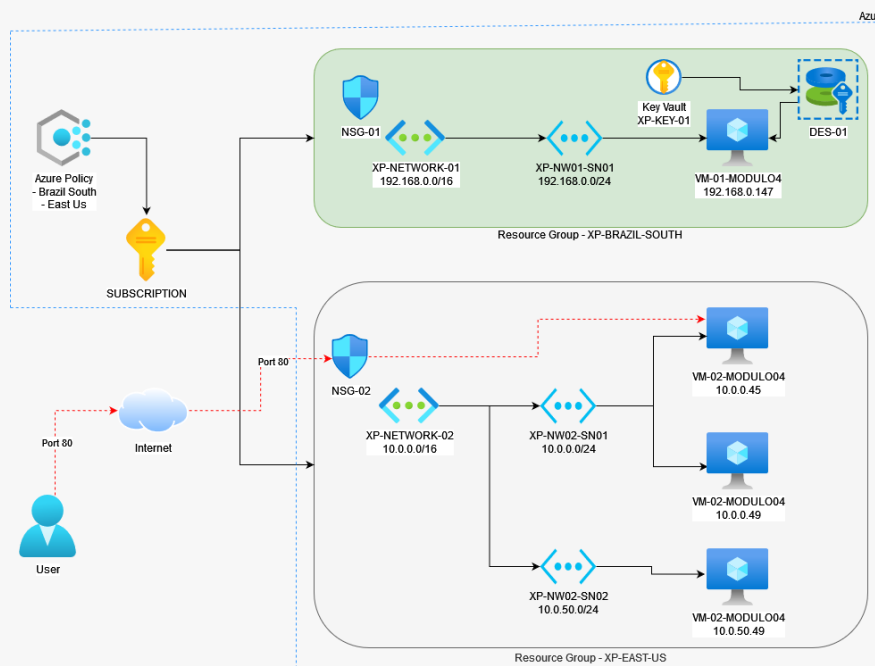 Azu
NSG-01
Key Vault
XP-KEY-01
DES-01
Azure Policy
- Brazil South
- East Us
XP-NETWORK-01
192.168.0.0/16
XP-NW01-SN01
192.168.0.0/24
VM-01-MODULO4
192.168.0.147
Resource Group - XP-BRAZIL-SOUTH
SUBSCRIPTION
Port 80
NSG-02
VM-02-MODULO04
10.0.0.45
XP-NETWORK-02
10.0.0.0/16
XP-NW02-SN01
10.0.0.0/24
Port 80
Internet
VM-02-MODULO04
10.0.0.49
User
XP-NW02-SN02
10.0.50.0/24
VM-02-MODULO04
10.0.50.49
Resource Group - XP-EAST-US